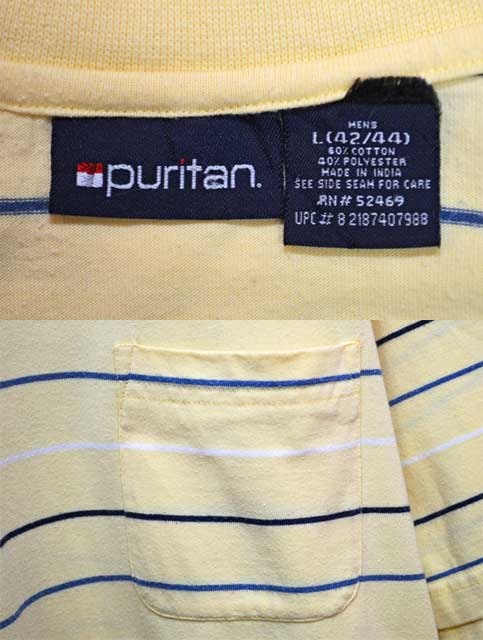 puritan.
MENS
L(42/44)
60% COTTON
40% POLYESTER
MADE IN INDIA
SEE SIDE SEAM FOR CARE
RN# 52469
UPC # 8 2187407988